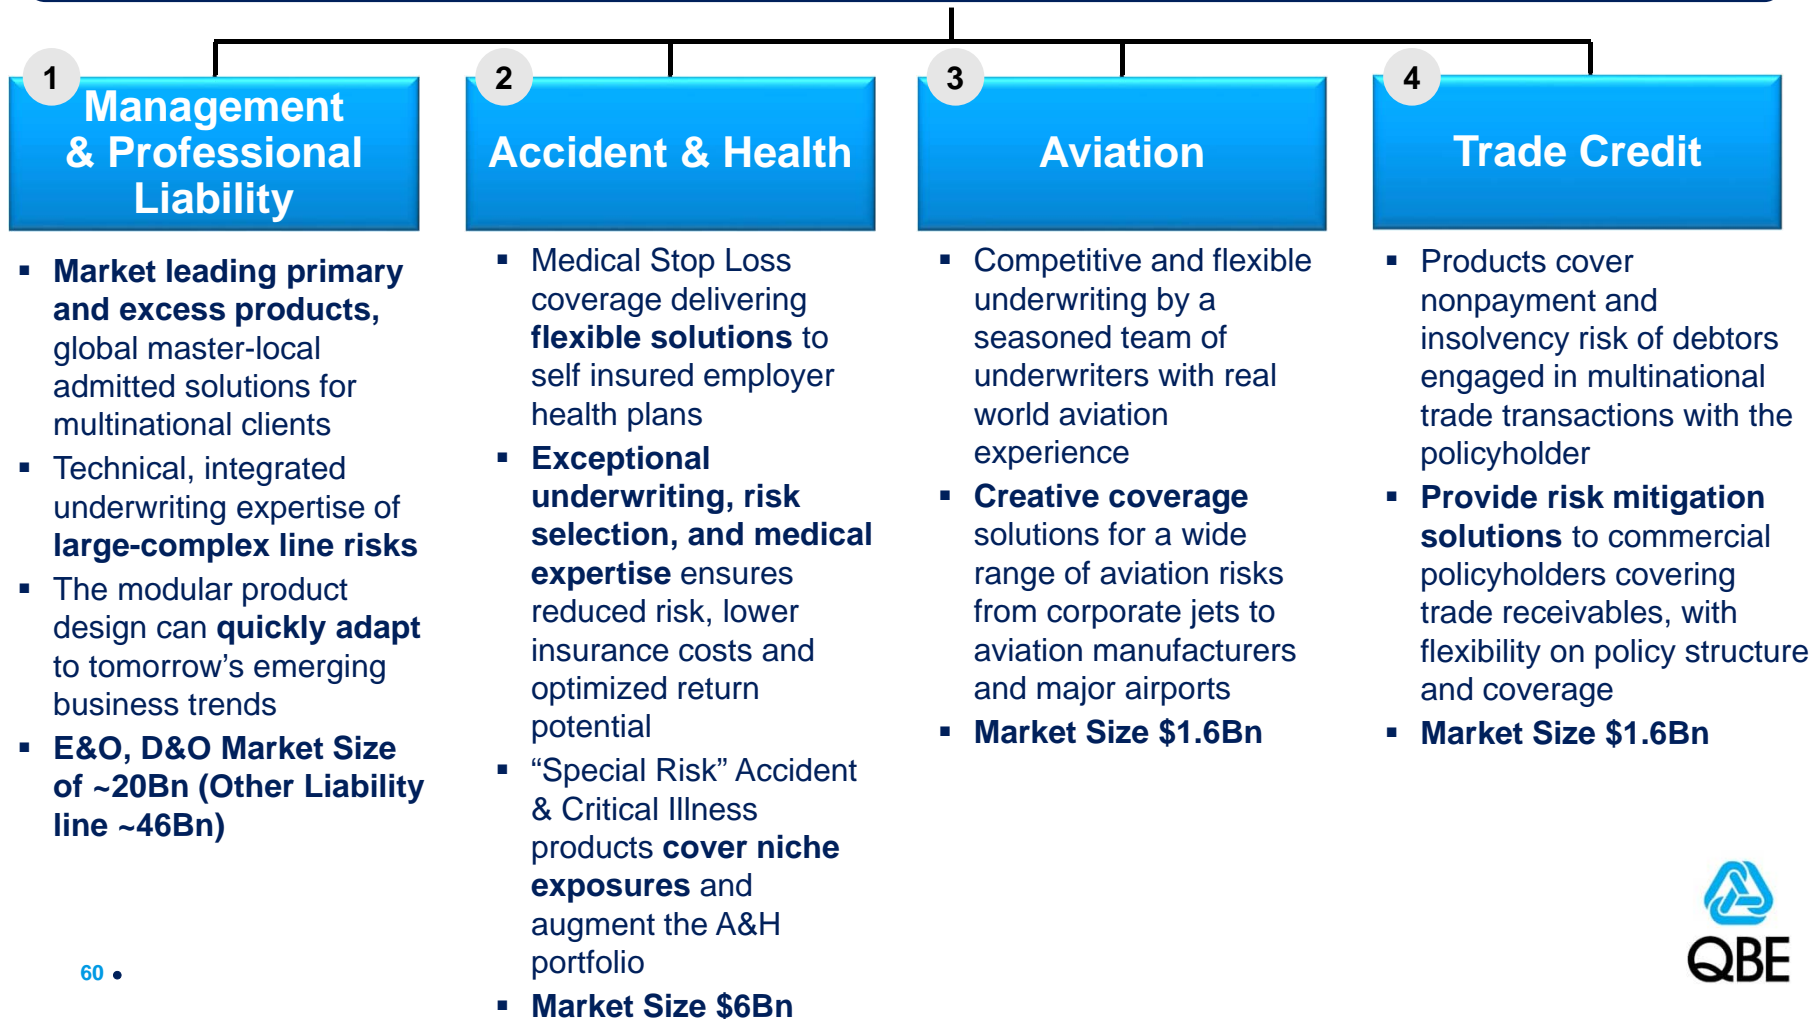 1
Management
& Professional
Liability
▪ Market leading primary
and excess products,
global master-local
admitted solutions for
multinational clients
▪ Technical, integrated
underwriting expertise of
large-complex line risks
▪ The modular product
design can quickly adapt
to tomorrow’s emerging
business trends
▪ E&O, D&O Market Size
of ~20Bn (Other Liability
line ~46Bn)
2
Accident & Health
▪ Medical Stop Loss
coverage delivering
flexible solutions to
self insured employer
health plans
▪ Exceptional
underwriting, risk
selection, and medical
expertise ensures
reduced risk, lower
insurance costs and
optimized return
potential
▪ “Special Risk” Accident
& Critical Illness
products cover niche
exposures and
augment the A&H
portfolio
▪ Market Size $6Bn
3
Aviation
▪ Competitive and flexible
underwriting by a
seasoned team of
underwriters with real
world aviation
experience
▪ Creative coverage
solutions for a wide
range of aviation risks
from corporate jets to
aviation manufacturers
and major airports
▪ Market Size $1.6Bn
4
Trade Credit
▪ Products cover
nonpayment and
insolvency risk of debtors
engaged in multinational
trade transactions with the
policyholder
▪ Provide risk mitigation
solutions to commercial
policyholders covering
trade receivables, with
flexibility on policy structure
and coverage
▪ Market Size $1.6Bn
60 •
QBE